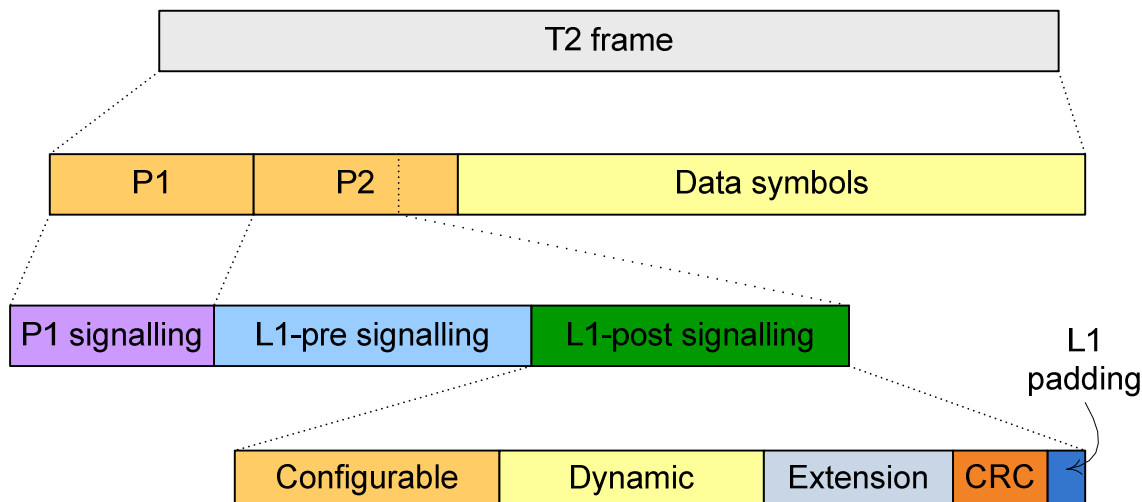 T2 frame
P1
P2
Data symbols
P1 signalling
L1-pre signalling
L1-post signalling
L1
padding
Configurable
Dynamic
Extension
CRC